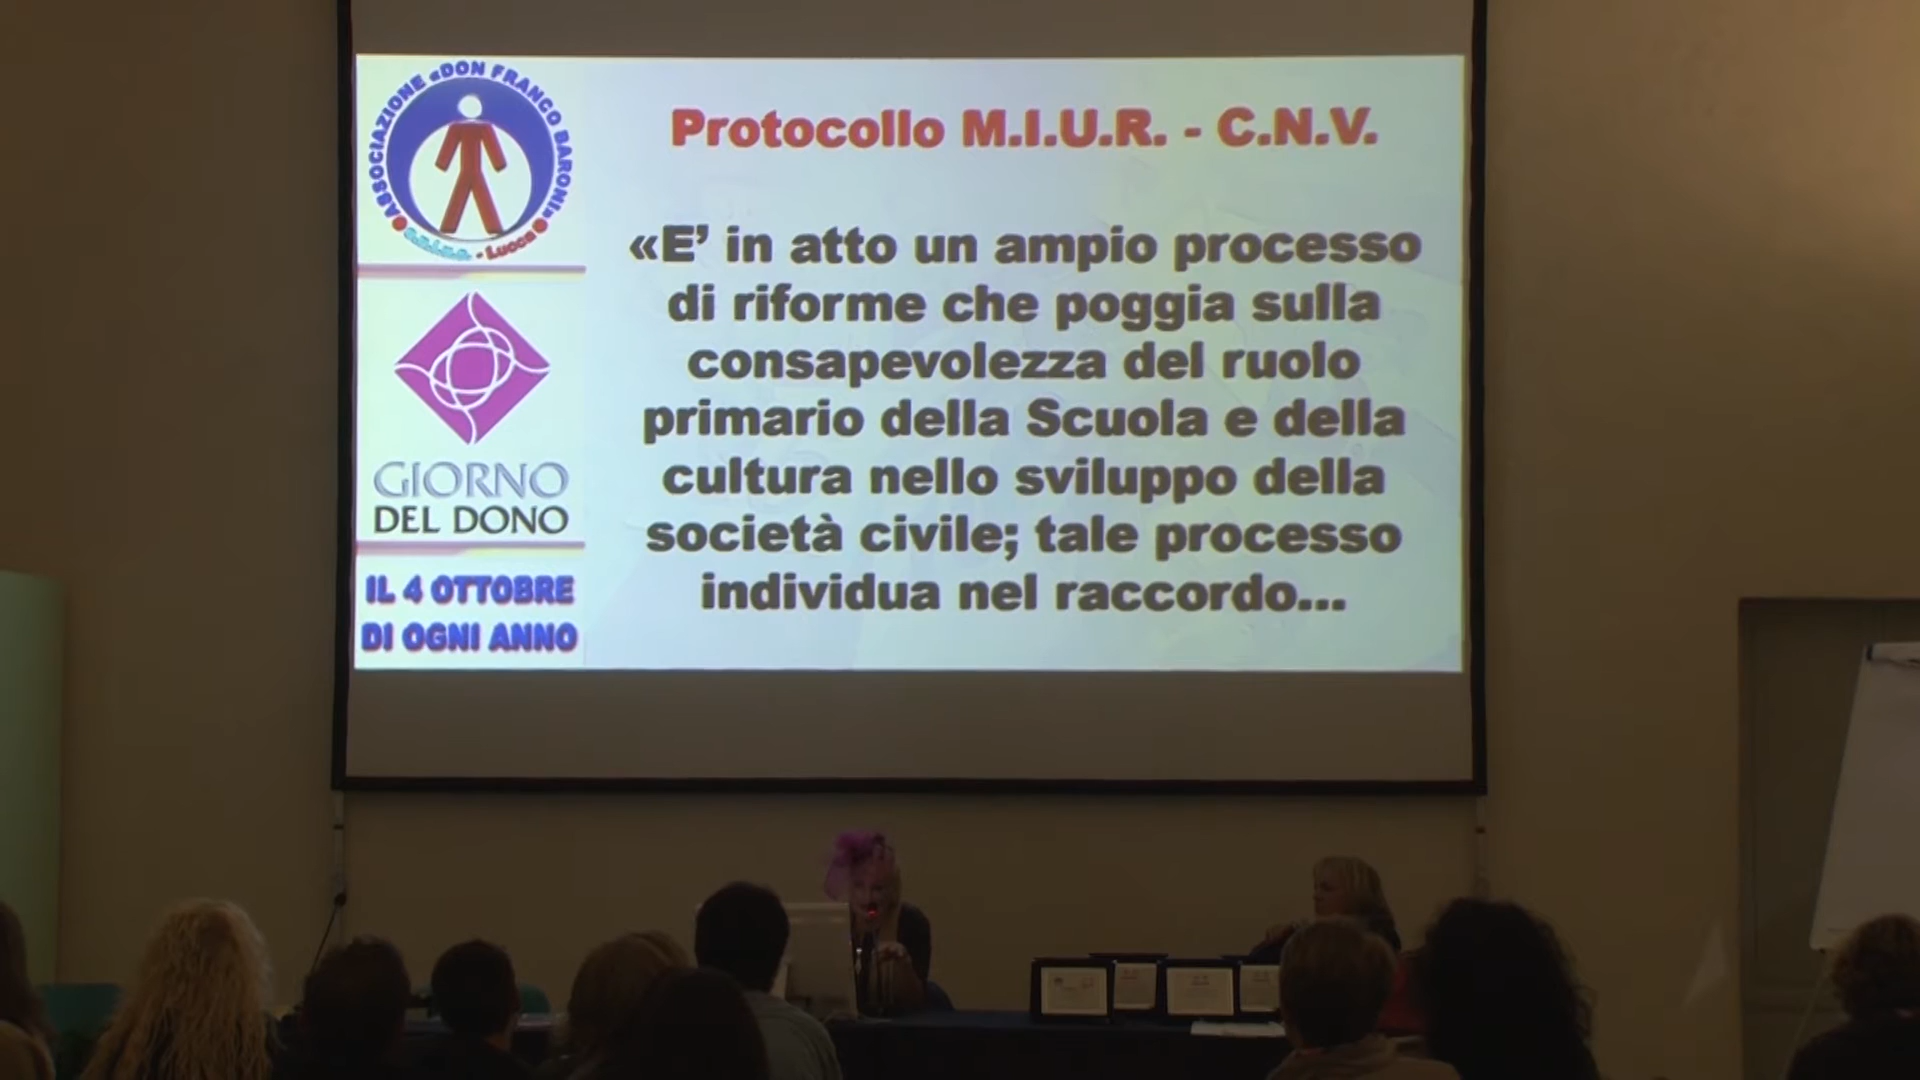 ASSOCIAZIONE «DON FRANCO BARONI»
- Lucca
GIORNO
DEL DONO
IL 4 OTTOBRE
DI OGNI ANNO
Protocollo M.I.U.R. - C.N.V.
«E’ in atto un ampio processo
di riforme che poggia sulla
consapevolezza del ruolo
primario della Scuola e della
cultura nello sviluppo della
società civile; tale processo
individua nel raccordo...